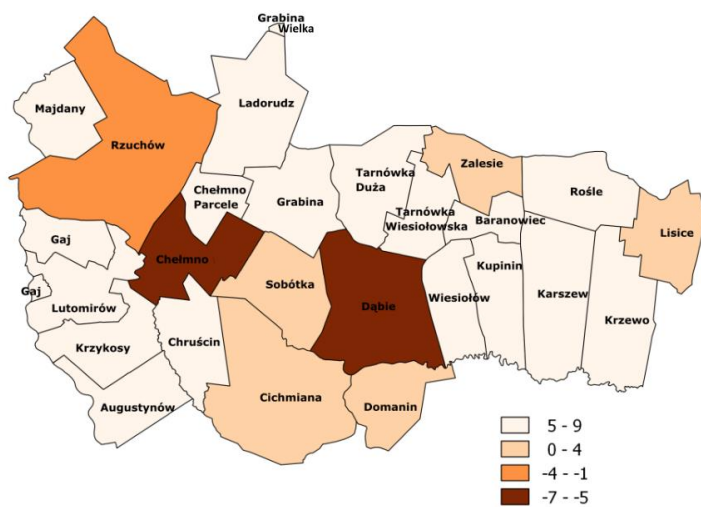 Grabina
Wielka
Majdany
Ladorudz
Rzuchów
Zalesie
Tarnówka
Duża
Chełmno
Parcele
Rośle
Grabina
Tarnówka
Wiesiołowska
Baranowiec
Lisice
Gaj
Chełmno
Kupinin
Sobótka
Wiesiołów
Karszew
Gaj
Dąbie
Krzewo
Lutomirów
Chruścin
Krzykosy
Cichmiana
Augustynów
Domanin
5 - 9
0 - 4
-4 - -1
-7 - -5